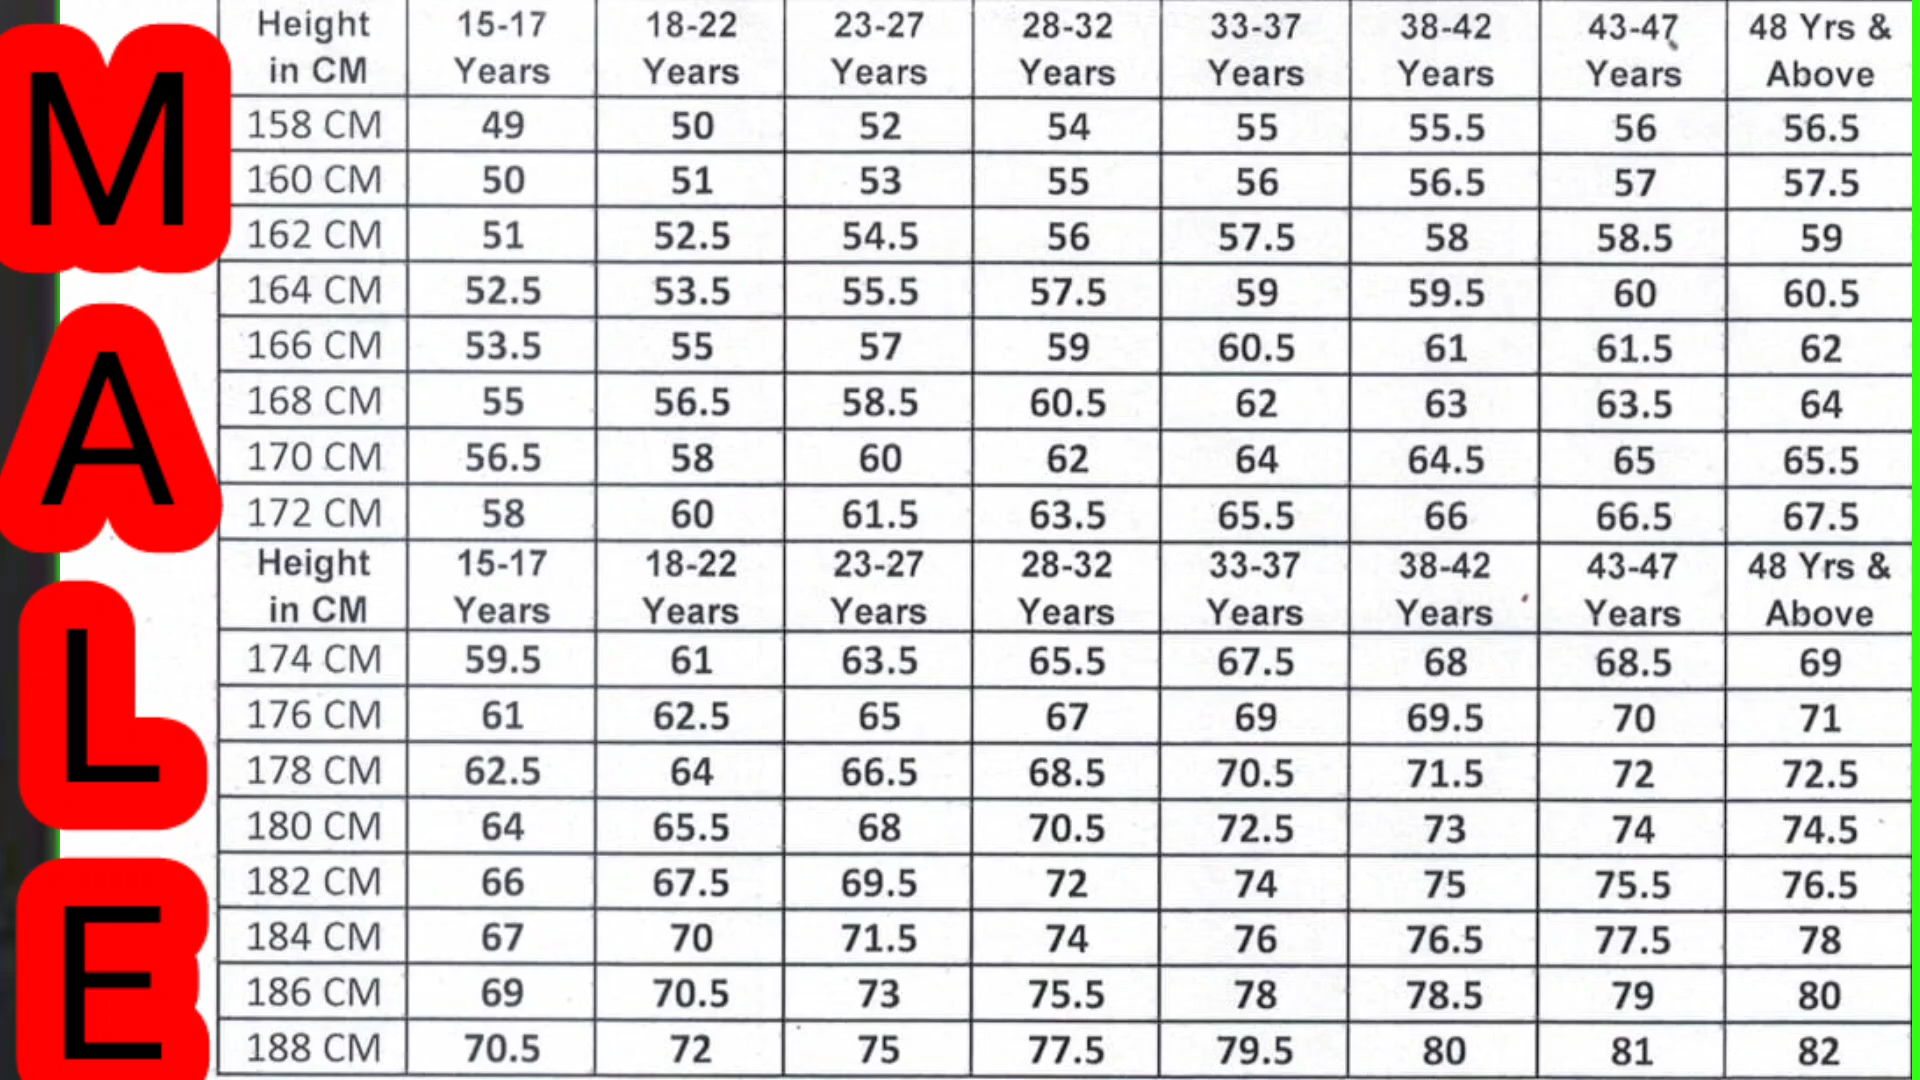 MALE
Height in CM 15-17 Years 18-22 Years 23-27 Years 28-32 Years 33-37 Years 38-42 Years 43-47 Years 48 Yrs & Above
158 CM 49 50 52 54 55 55.5 56 56.5
160 CM 50 51 53 55 56 56.5 57 57.5
162 CM 51 52.5 54.5 56 57.5 58 58.5 59
164 CM 52.5 53.5 55.5 57.5 59 59.5 60 60.5
166 CM 53.5 55 57 59 60.5 61 61.5 62
168 CM 55 56.5 58.5 60.5 62 63 63.5 64
170 CM 56.5 58 60 62 64 64.5 65 65.5
172 CM 58 60 61.5 63.5 65.5 66 66.5 67.5
Height in CM 15-17 Years 18-22 Years 23-27 Years 28-32 Years 33-37 Years 38-42 Years 43-47 Years 48 Yrs & Above
174 CM 59.5 61 63.5 65.5 67.5 68 68.5 69
176 CM 61 62.5 65 67 69 69.5 70 71
178 CM 62.5 64 66.5 68.5 70.5 71.5 72 72.5
180 CM 64 65.5 68 70.5 72.5 73 74 74.5
182 CM 66 67.5 69.5 72 74 75 75.5 76.5
184 CM 67 70 71.5 74 76 76.5 77.5 78
186 CM 69 70.5 73 75.5 78 78.5 79 80
188 CM 70.5 72 75 77.5 79.5 80 81 82